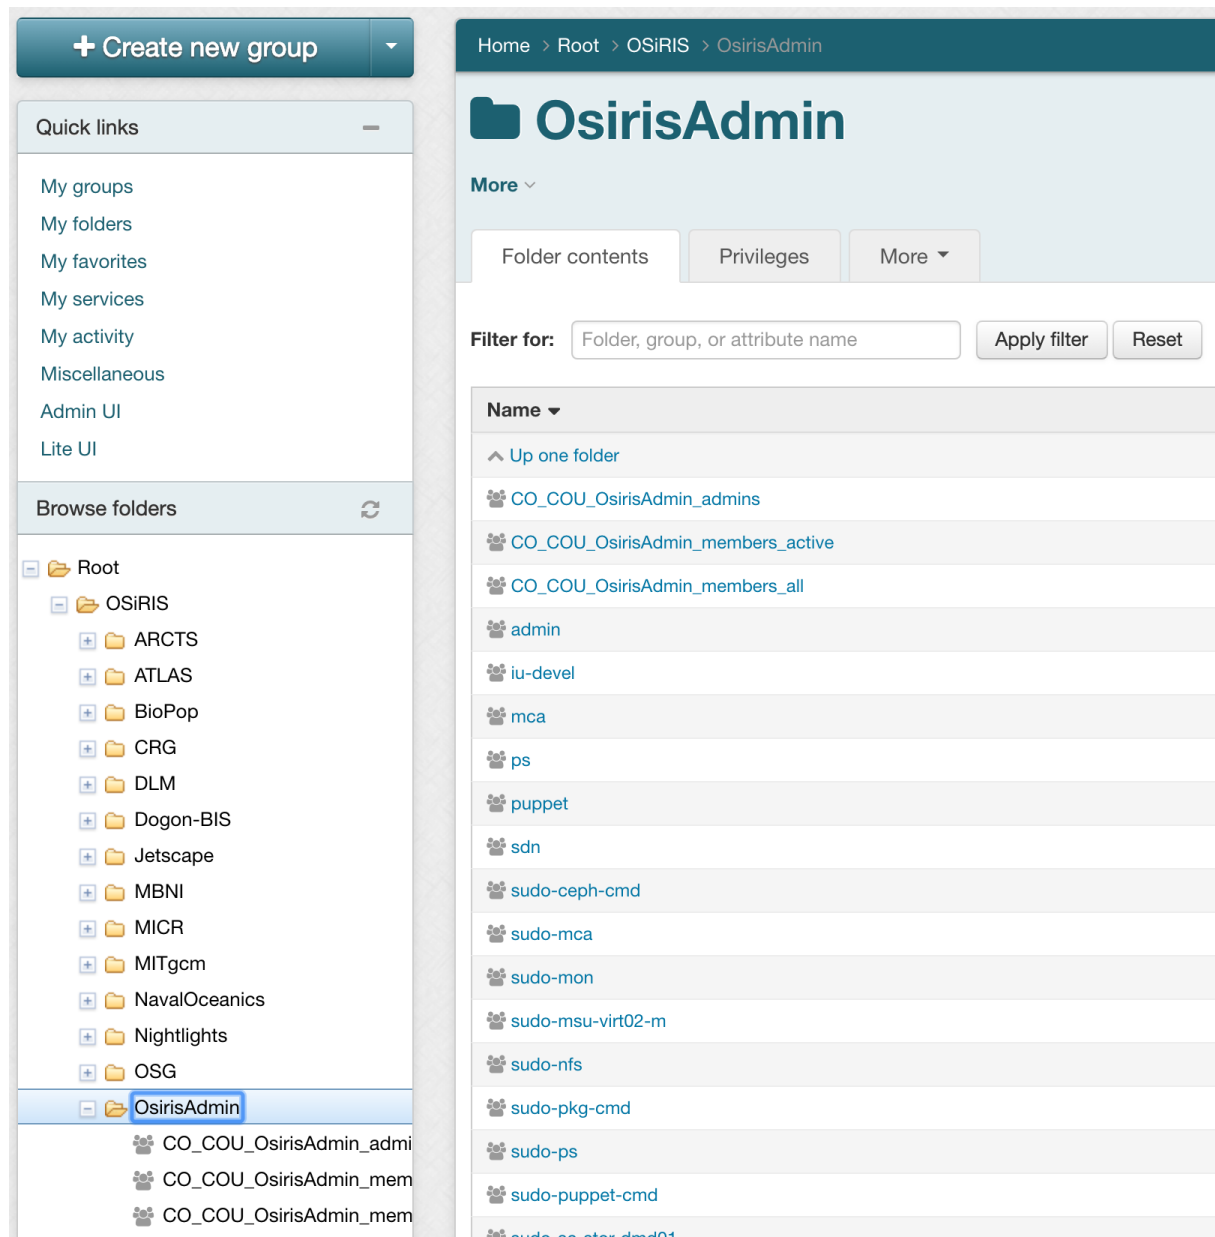 Create new group
Quick links
My groups
My folders
My favorites
My services
My activity
Miscellaneous
Admin UI
Lite UI
Browse folders
Root
OSiRIS
ARCTS
ATLAS
BioPop
CRG
DLM
Dogon-BIS
Jetscape
MBNI
MICR
MITgcm
NavalOceanics
Nightlights
OSG
OsirisAdmin
CO_COU_OsirisAdmin_admi
CO_COU_OsirisAdmin_mem
CO_COU_OsirisAdmin_mem
Home > Root > OSiRIS > OsirisAdmin
OsirisAdmin
More
Folder contents Privileges More
Filter for: Folder, group, or attribute name Apply filter Reset
Name
Up one folder
CO_COU_OsirisAdmin_admins
CO_COU_OsirisAdmin_members_active
CO_COU_OsirisAdmin_members_all
admin
iu-devel
mca
ps
puppet
sdn
sudo-ceph-cmd
sudo-mca
sudo-mon
sudo-msu-virt02-m
sudo-nfs
sudo-pkg-cmd
sudo-ps
sudo-puppet-cmd